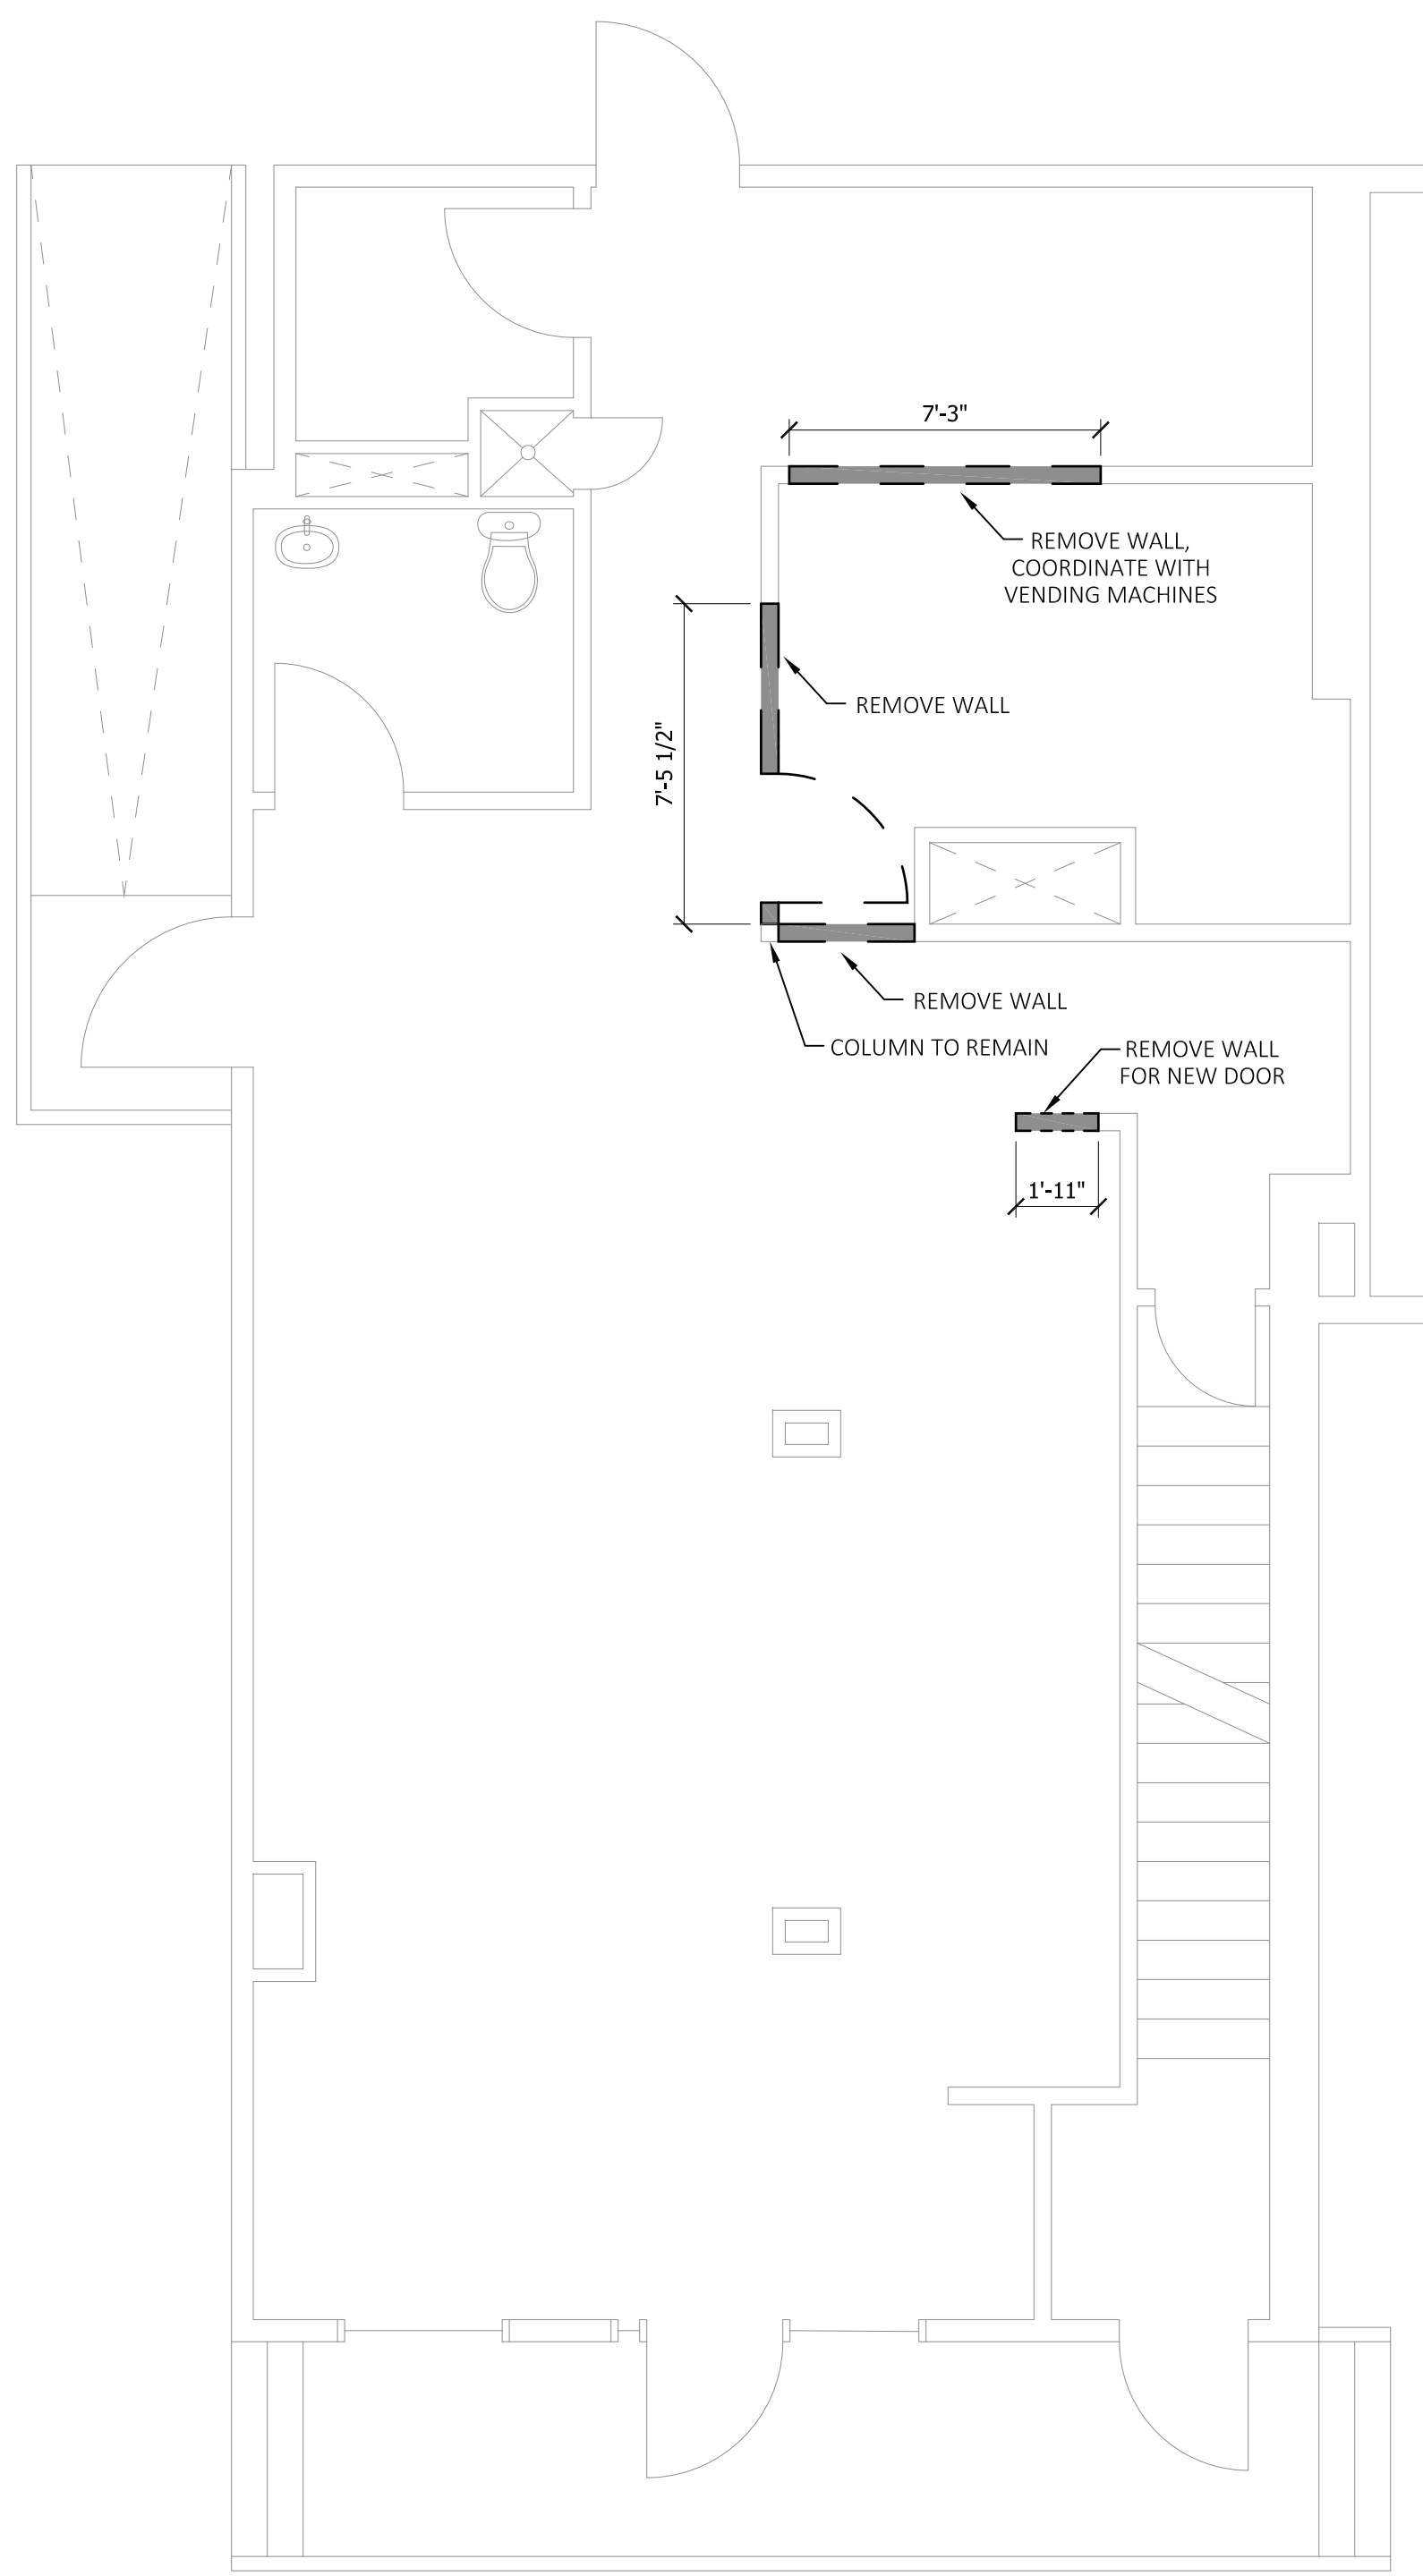 7'-3"
REMOVE WALL,
COORDINATE WITH
VENDING MACHINES
REMOVE WALL
7'-5 1/2"
REMOVE WALL
COLUMN TO REMAIN
REMOVE WALL
FOR NEW DOOR
1'-11"